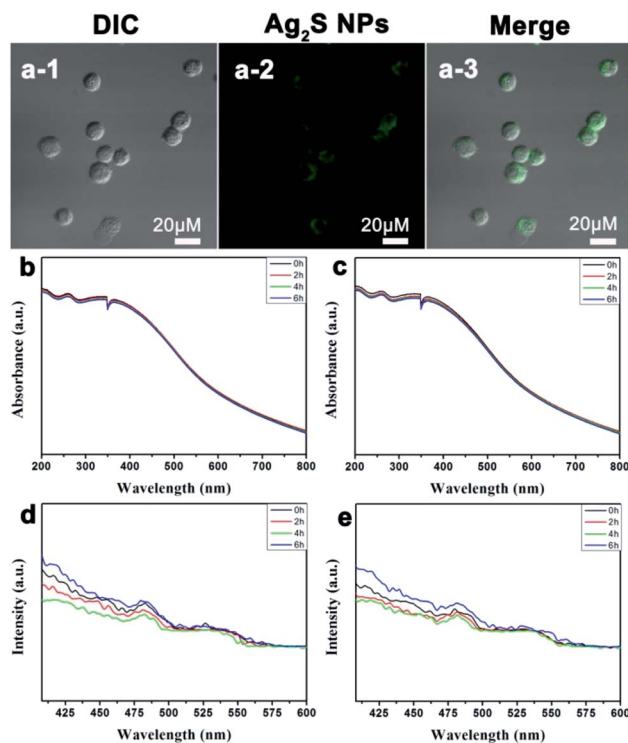 DIC Ag₂S NPs Merge
a-1 a-2 a-3
20μM 20μM 20μM
b c
0h 0h
2h 2h
4h 4h
6h 6h
Absorbance (a.u.) Absorbance (a.u.)
200 300 400 500 600 700 800 200 300 400 500 600 700 800
Wavelength (nm) Wavelength (nm)
d e
0h 0h
2h 2h
4h 4h
6h 6h
Intensity (a.u.) Intensity (a.u.)
425 450 475 500 525 550 575 600 425 450 475 500 525 550 575 600
Wavelength (nm) Wavelength (nm)